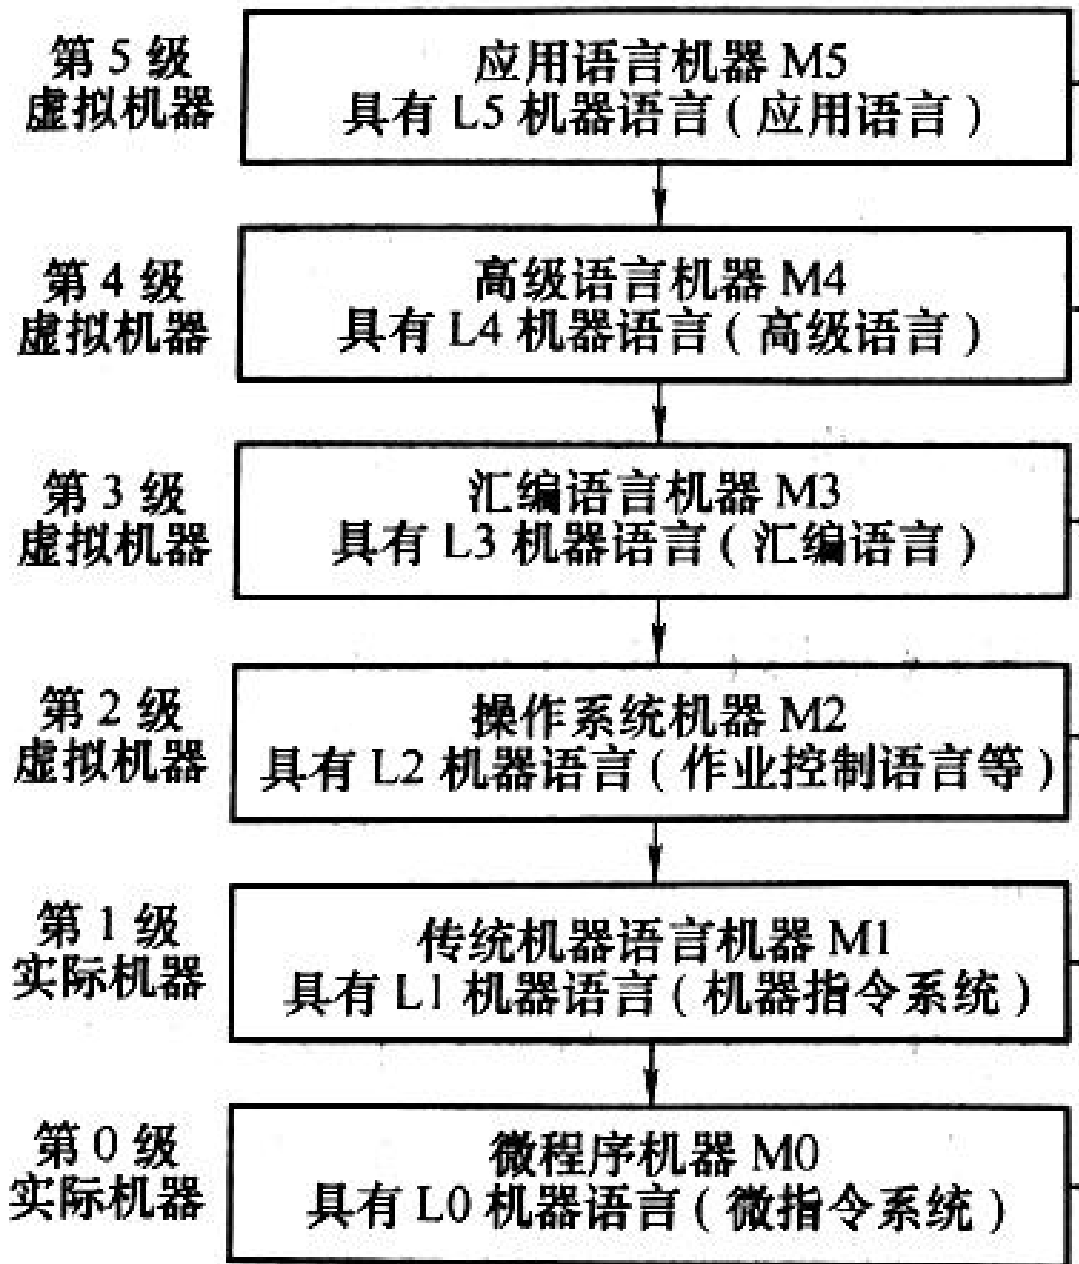 第 5 级
虚拟机器
应用语言机器 M5
具有 L5 机器语言 ( 应用语言 )
第 4 级
虚拟机器
高级语言机器 M4
具有 L4 机器语言 ( 高级语言 )
第 3 级
虚拟机器
汇编语言机器 M3
具有 L3 机器语言 ( 汇编语言 )
第 2 级
虚拟机器
操作系统机器 M2
具有 L2 机器语言 ( 作业控制语言等 )
第 1 级
实际机器
传统机器语言机器 M1
具有 L1 机器语言 ( 机器指令系统 )
第 0 级
实际机器
微程序机器 M0
具有 L0 机器语言 ( 微指令系统 )